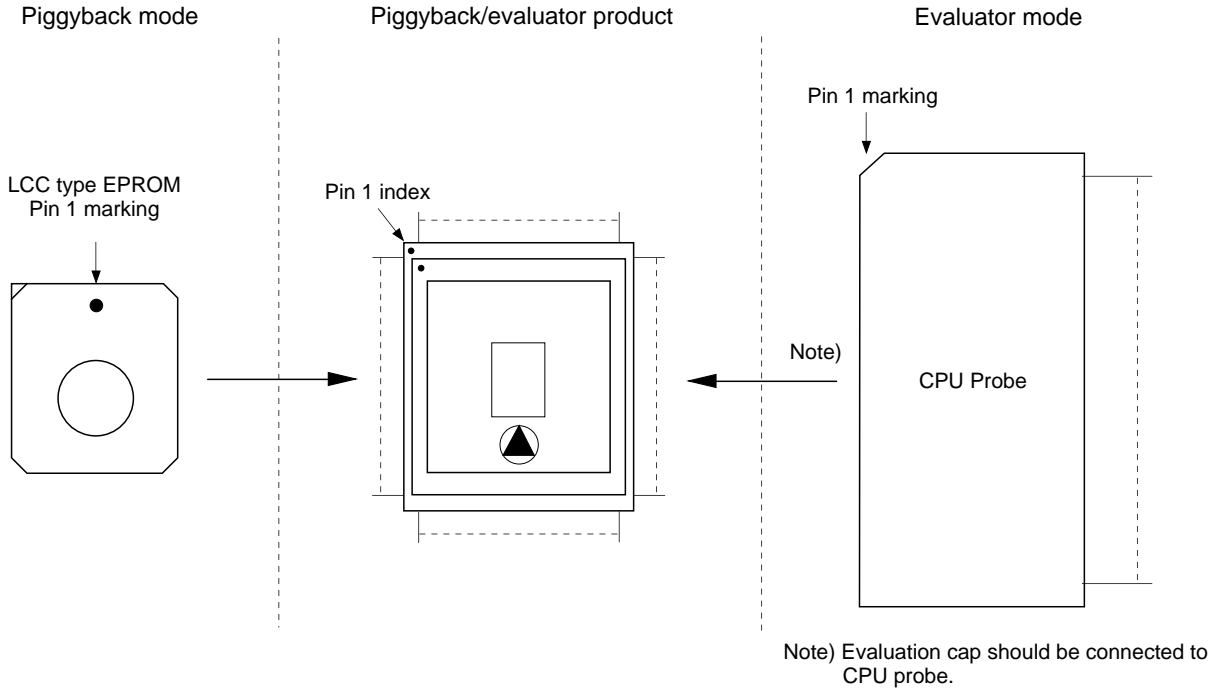 Piggyback mode
Piggyback/evaluator product
Evaluator mode
Pin 1 marking
LCC type EPROM
Pin 1 marking
Pin 1 index
Note)
CPU Probe
Note) Evaluation cap should be connected to
CPU probe.